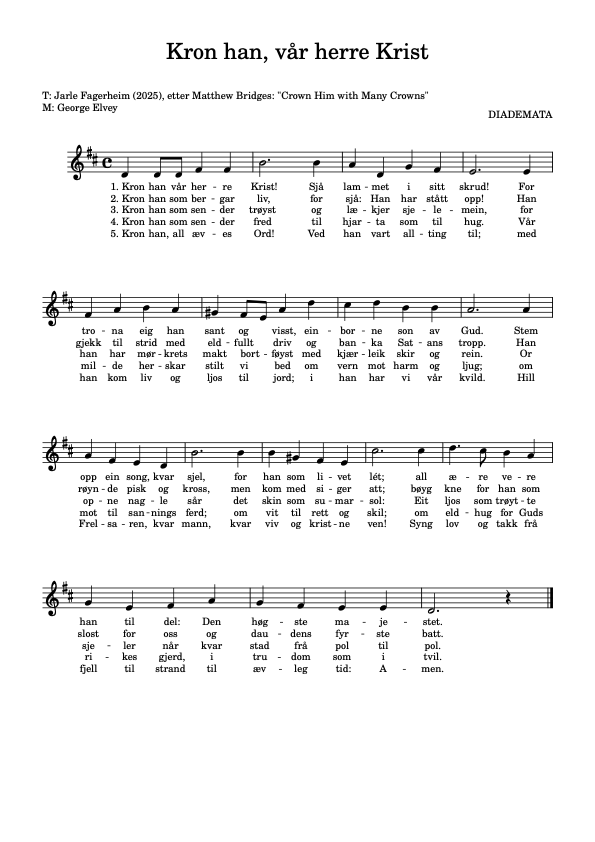 Kron han, vår herre Krist
T: Jarle Fagerheim (2025), etter Matthew Bridges: "Crown Him with Many Crowns"
M: George Elvey
DIADEMATA
1. Kron han vår her – re Krist! Sjå lam – met i sitt skrud! For
2. Kron han som ber – gar liv, for sjå: Han har stått opp! Han
3. Kron han som sen – der trøyst og læ – kjer sje – le – mein, for
4. Kron han som sen – der fred til hjar – ta som til hug. Vår
5. Kron han, all æv – es Ord! Ved han vart all – ting til; med
tro – na eig han sant og visst, ein – bor – ne son av Gud. Stem
gjekk til strid med eld – fullt driv og ban – ka Sat – ans tropp. Han
han har mør – krets makt bort – føyst med kjær – leik skir og rein. Or
mil – de her – skar stilt vi bed om vern mot harm og ljug; om
han kom liv og ljos til jord; i han har vi vår kvild. Hill
opp ein song, kvar sjel, for han som li – vet lét; all æ – re ve – re
røyn – de pisk og kross, men kom med si – ger att; bøyg kne for han som
op – ne nag – le sår det skin som su – mar – sol: Eit ljos som trøyt – te
mot til san – nings ferd; om vit til rett og skil; om eld – hug for Guds
Frel – sa – ren, kvar mann, kvar viv og krist – ne ven! Syng lov og takk frå
han til del: Den høg – ste ma – je – stet.
slost for oss og dau – dens fyr – ste batt.
sje – ler når kvar stad frå pol til pol.
ri – kes gjerd, i tru – dom som i tvil.
fjell til strand til æv – leg tid: A – men.